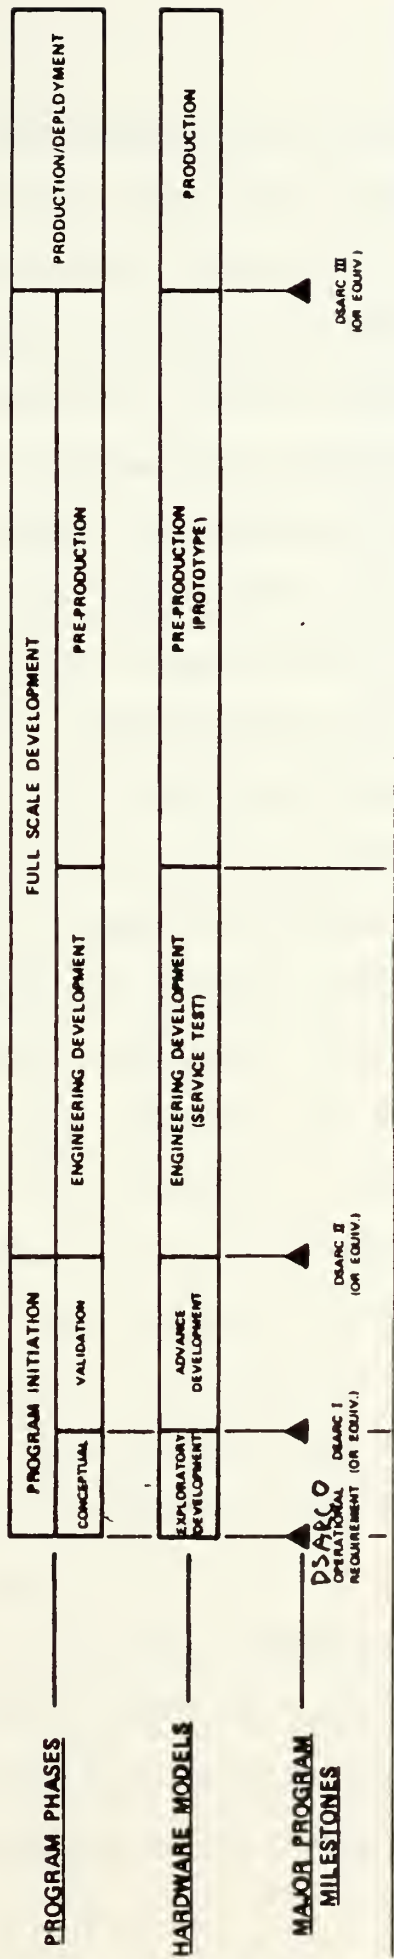 PROGRAM PHASES
PROGRAM INITIATION
FULL SCALE DEVELOPMENT
PRODUCTION/DEPLOYMENT
CONCEPTUAL
VALIDATION
ENGINEERING DEVELOPMENT
PRE-PRODUCTION
HARDWARE MODELS
EXPLORATORY
DEVELOPMENT
ADVANCE
DEVELOPMENT
ENGINEERING DEVELOPMENT
(SERVICE TEST)
PRE-PRODUCTION
(PROTOTYPE)
PRODUCTION
MAJOR PROGRAM
MILESTONES
DSARC O
OPERATIONAL
REQUIREMENT
DSARC I
(OR EQUIV.)
DSARC II
(OR EQUIV.)
DSARC III
(OR EQUIV.)